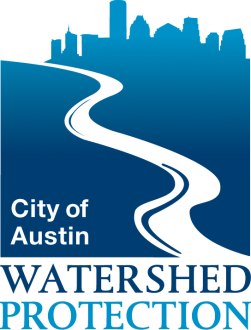 City of
Austin
WATERSHED
PROTECTION